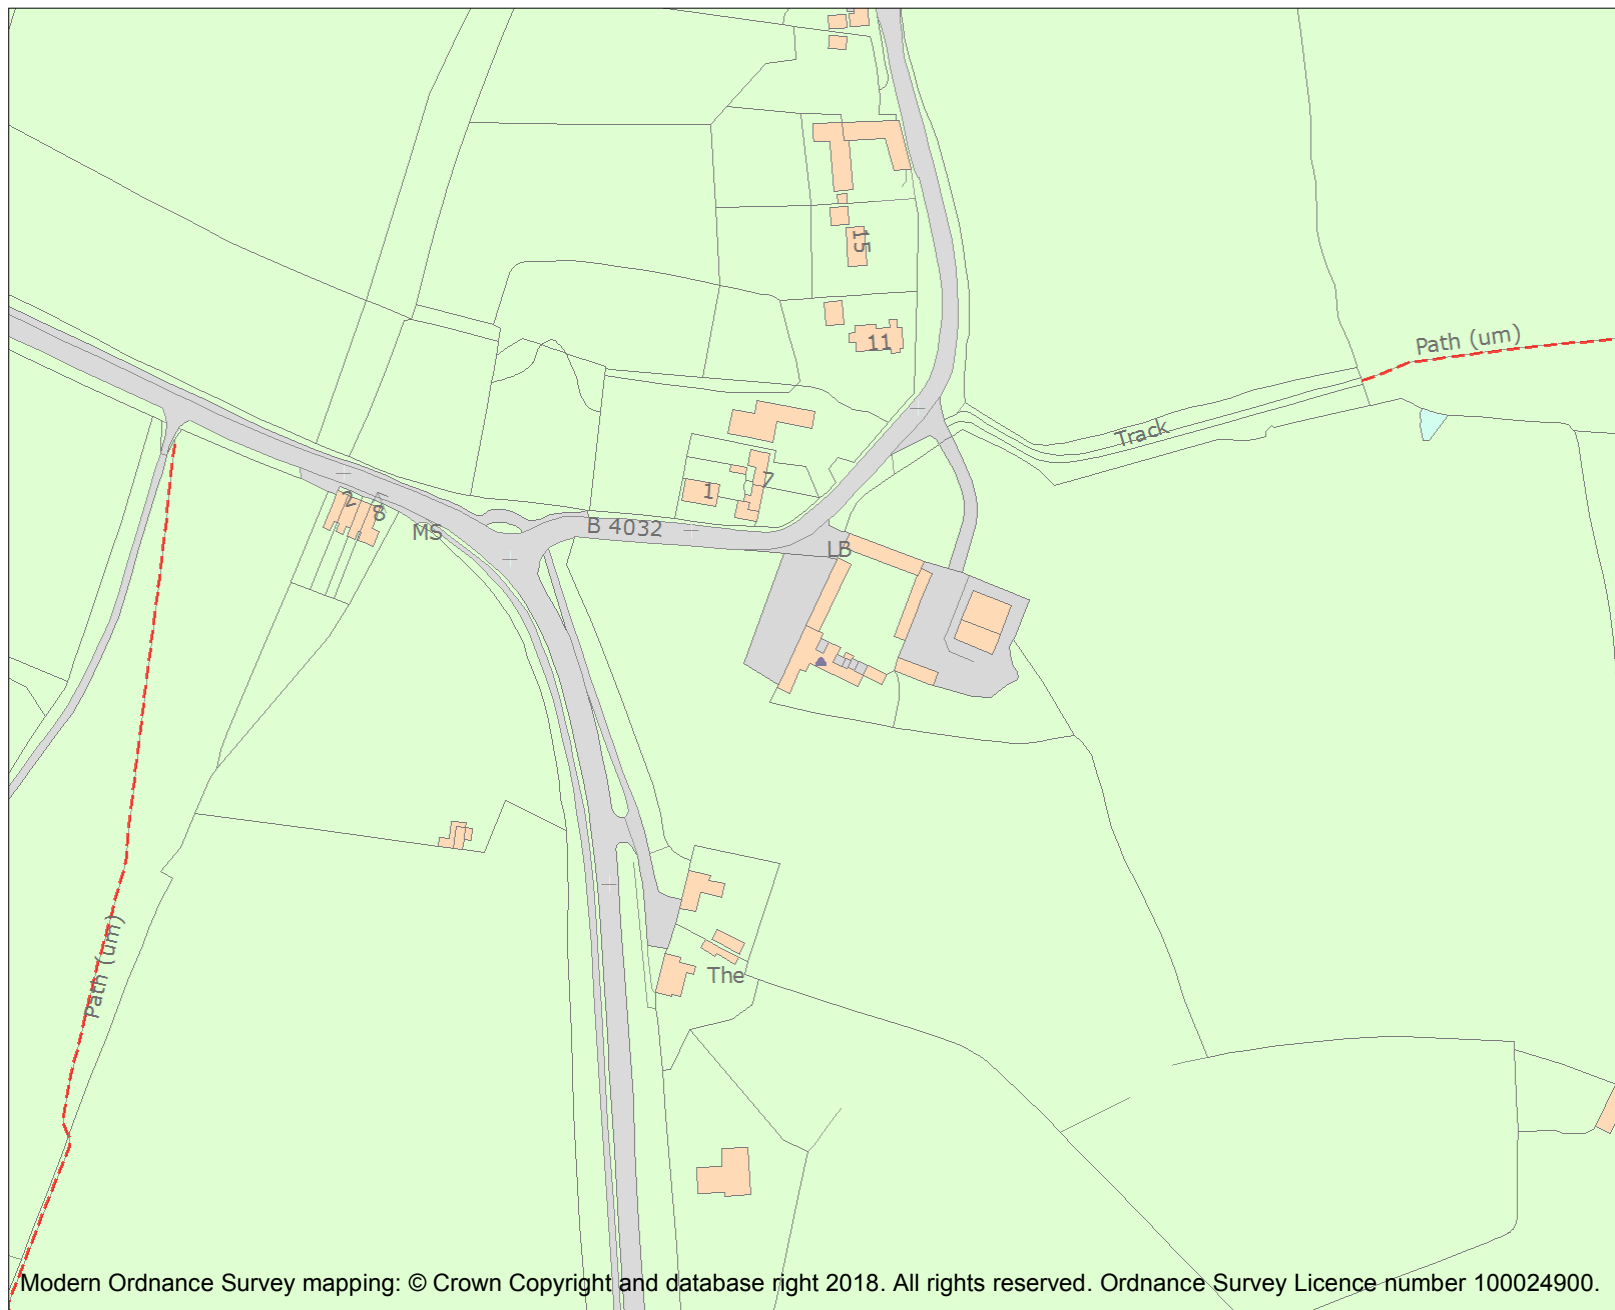 15
11
Path (um)
Track
7
1
2
8
MS
B 4032
LB
Path (um)
The
Modern Ordnance Survey mapping: © Crown Copyright and database right 2018. All rights reserved. Ordnance Survey Licence number 100024900.